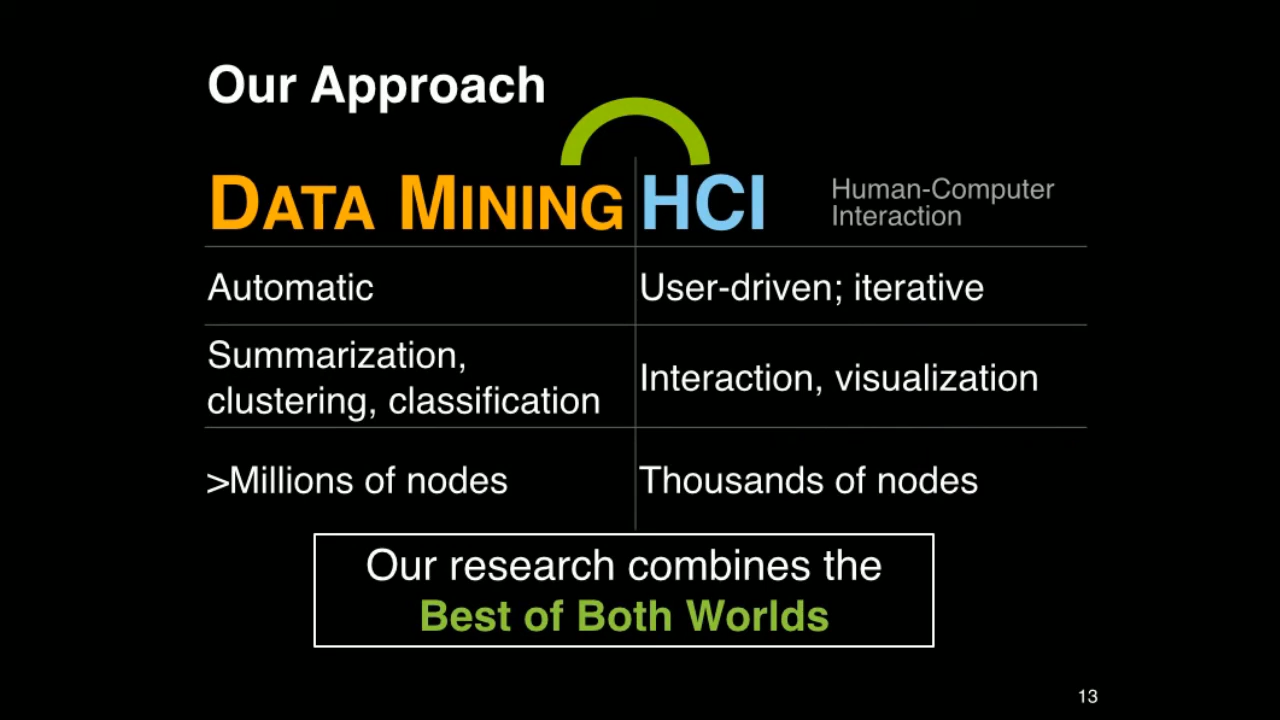 Our Approach
DATA MINING HCI Human-Computer
Interaction
Automatic
User-driven; iterative
Summarization,
clustering, classification
Interaction, visualization
>Millions of nodes
Thousands of nodes
Our research combines the
Best of Both Worlds
13